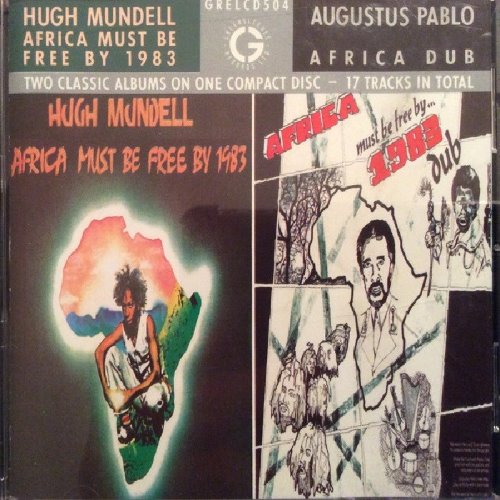 GRELCD504
HUGH MUNDELL
AFRICA MUST BE
FREE BY 1983
G
AUGUSTUS PABLO
AFRICA DUB
TWO CLASSIC ALBUMS ON ONE COMPACT DISC – 17 TRACKS IN TOTAL
HUGH MUNDELL
AFRICA MUST BE FREE BY 1983
AFRICA
must be free by...
1983
dub